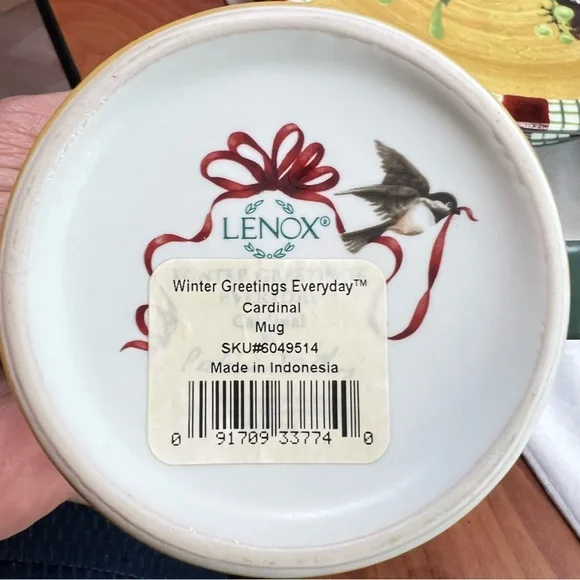 LENOX®
Winter Greetings Everyday™
Cardinal
Mug
SKU#6049514
Made in Indonesia
0 91709 33774 0